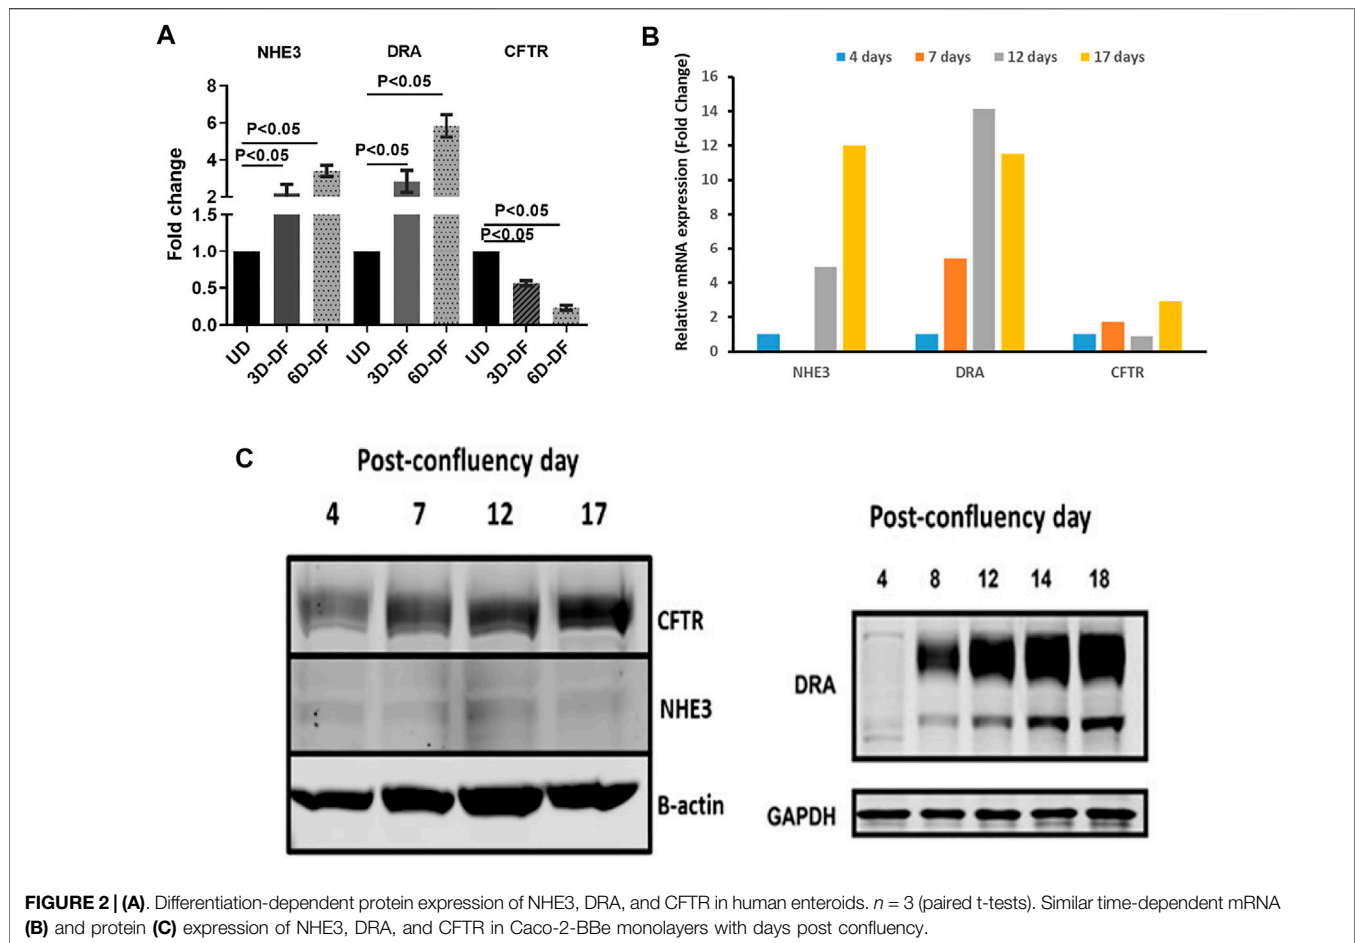 A
NHE3 DRA CFTR
Fold change
8
6
4
2
1.5
1.0
0.5
0.0
P<0.05
P<0.05
P<0.05
P<0.05
P<0.05
P<0.05
UD 3D-DF 6D-DF UD 3D-DF 6D-DF UD 3D-DF 6D-DF
B
4 days 7 days 12 days 17 days
Relative mRNA expression (Fold Change)
16
14
12
10
8
6
4
2
0
NHE3 DRA CFTR
C
Post-confluency day
4 7 12 17
CFTR
NHE3
B-actin
Post-confluency day
4 8 12 14 18
DRA
GAPDH
FIGURE 2 | (A). Differentiation-dependent protein expression of NHE3, DRA, and CFTR in human enteroids. n = 3 (paired t-tests). Similar time-dependent mRNA
(B) and protein (C) expression of NHE3, DRA, and CFTR in Caco-2-BBe monolayers with days post confluency.